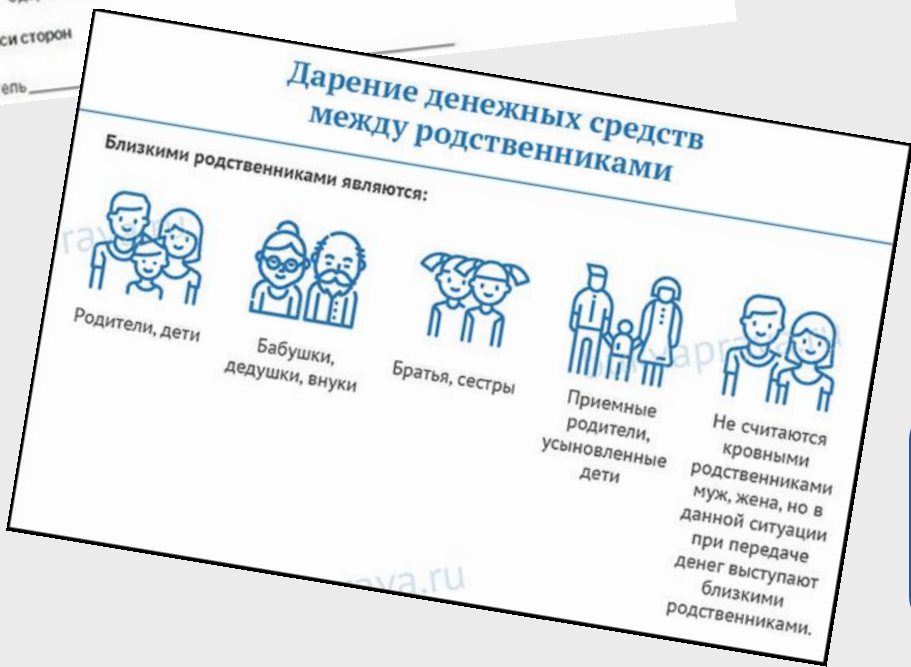 си сторон
Дарение денежных средств
между родственниками
Близкими родственниками являются:
Родители, дети
Бабушки,
дедушки, внуки
Братья, сестры
Приемные
родители,
усыновленные
дети
Не считаются
кровными
родственниками
муж, жена, но в
данной ситуации
при передаче
денег выступают
близкими
родственниками.